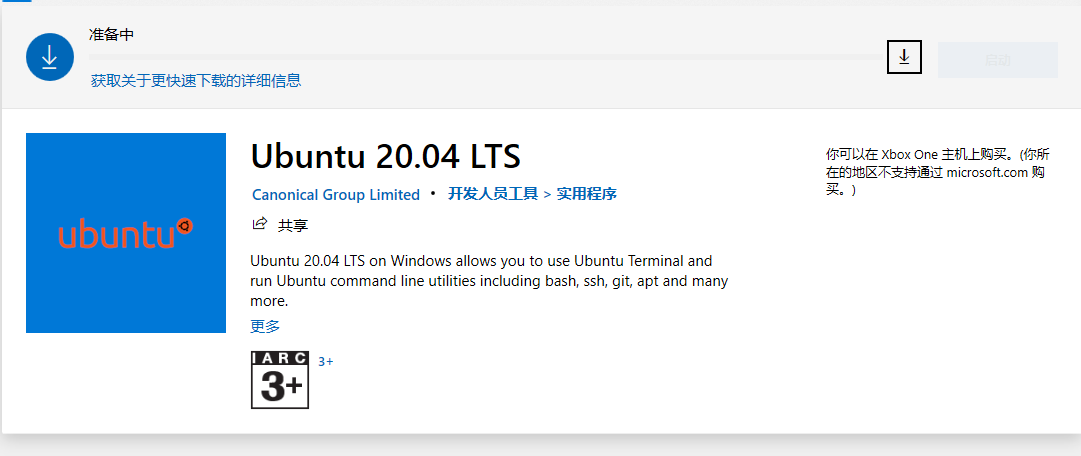 准备中
获取关于更快速下载的详细信息
启动
ubuntu
Ubuntu 20.04 LTS
Canonical Group Limited • 开发人员工具 > 实用程序
共享
Ubuntu 20.04 LTS on Windows allows you to use Ubuntu Terminal and
run Ubuntu command line utilities including bash, ssh, git, apt and many
more.
更多
IARC
3+
3+
你可以在 Xbox One 主机上购买。(你所
在的地区不支持通过 microsoft.com 购
买。)